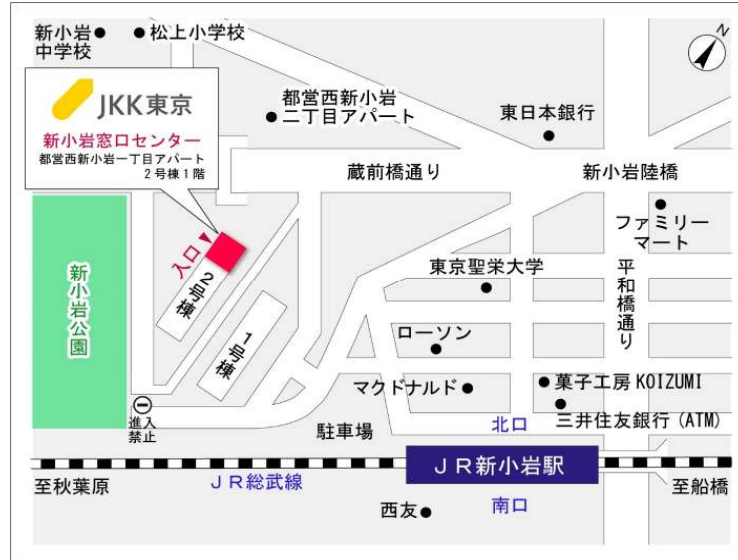 新小岩
中学校
松上小学校
N
JKK東京
新小岩窓口センター
都営西新小岩一丁目アパート
2号棟1階
都営西新小岩
二丁目アパート
東日本銀行
蔵前橋通り
新小岩陸橋
ファミリー
マート
入口
2号棟
1号棟
新小岩公園
東京聖栄大学
平和橋通り
ローソン
マクドナルド
菓子工房 KOIZUMI
三井住友銀行 (ATM)
進入
禁止
駐車場
北口
JR新小岩駅
至秋葉原
JR総武線
至船橋
西友
南口